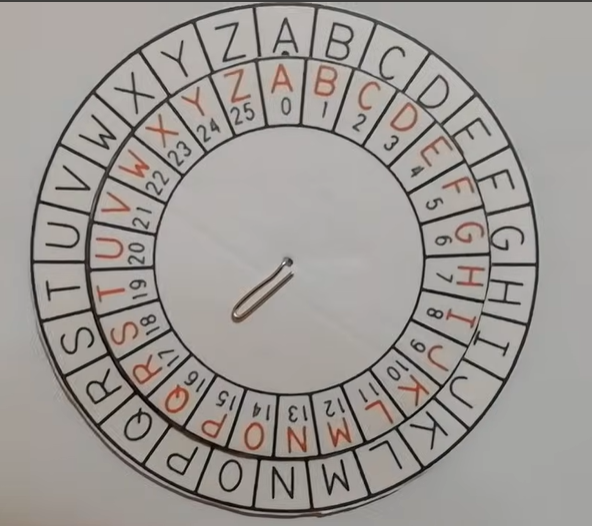 A B C D E F G H I J K L M N O P Q R S T U V W X Y Z
A B C D E F G H I J K L M N O P Q R S T U V W X Y Z
0 1 2 3 4 5 6 7 8 9 10 11 12 13 14 15 16 17 18 19 20 21 22 23 24 25